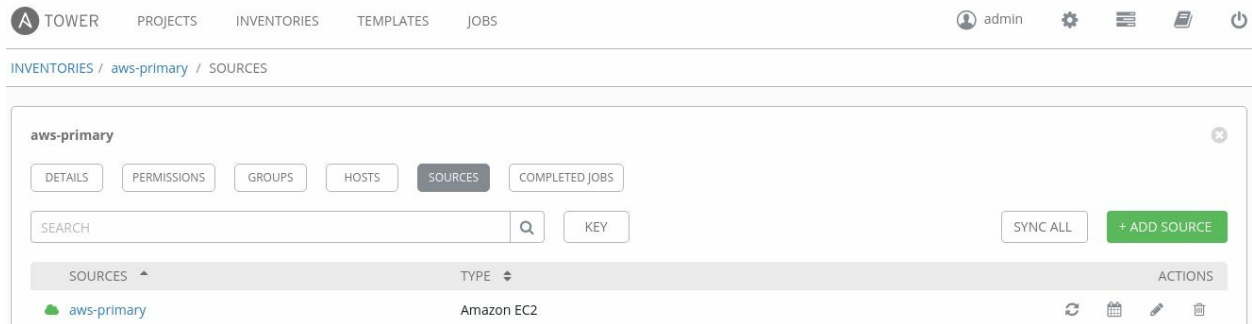 A TOWER PROJECTS INVENTORIES TEMPLATES JOBS admin
INVENTORIES / aws-primary / SOURCES
aws-primary
DETAILS PERMISSIONS GROUPS HOSTS SOURCES COMPLETED JOBS
SEARCH KEY SYNC ALL + ADD SOURCE
SOURCES TYPE ACTIONS
aws-primary Amazon EC2